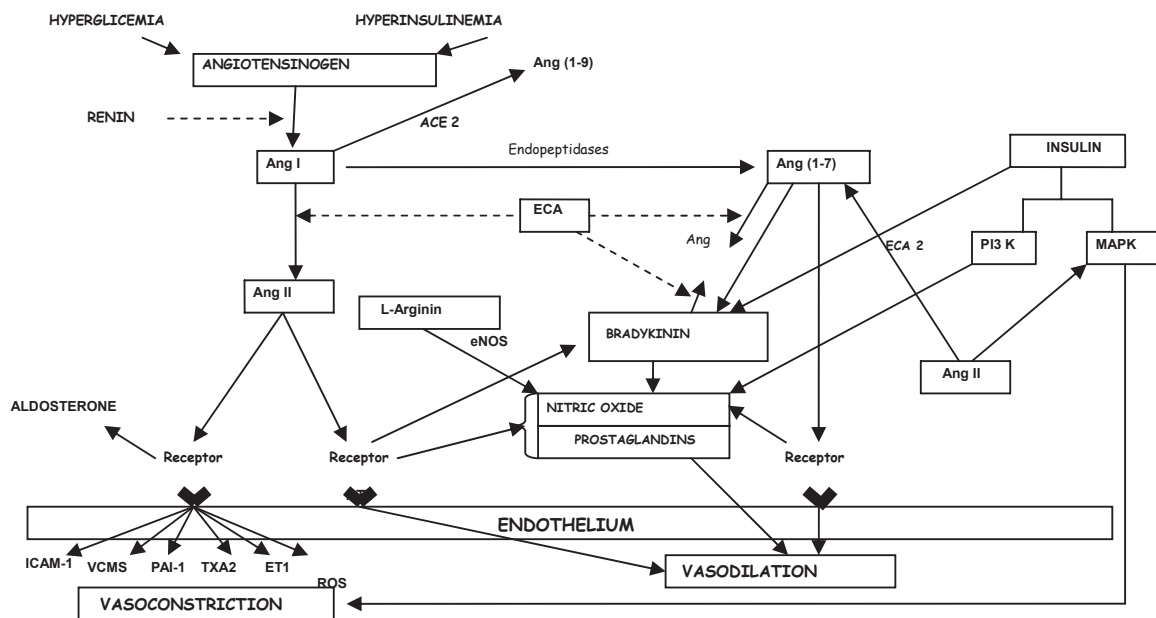 HYPERGLICEMIA
HYPERINSULINEMIA
ANGIOTENSINOGEN
Ang (1-9)
RENIN
ACE 2
Ang I
Endopeptidases
Ang (1-7)
INSULIN
ECA
Ang
ECA 2
PI3 K
MAPK
Ang II
L-Arginin
eNOS
BRADYKININ
Ang II
NITRIC OXIDE
PROSTAGLANDINS
ALDOSTERONE
Receptor
Receptor
Receptor
ENDOTHELIUM
ICAM-1
VCMS
PAI-1
TXA2
ET1
ROS
VASODILATION
VASOCONSTRICTION